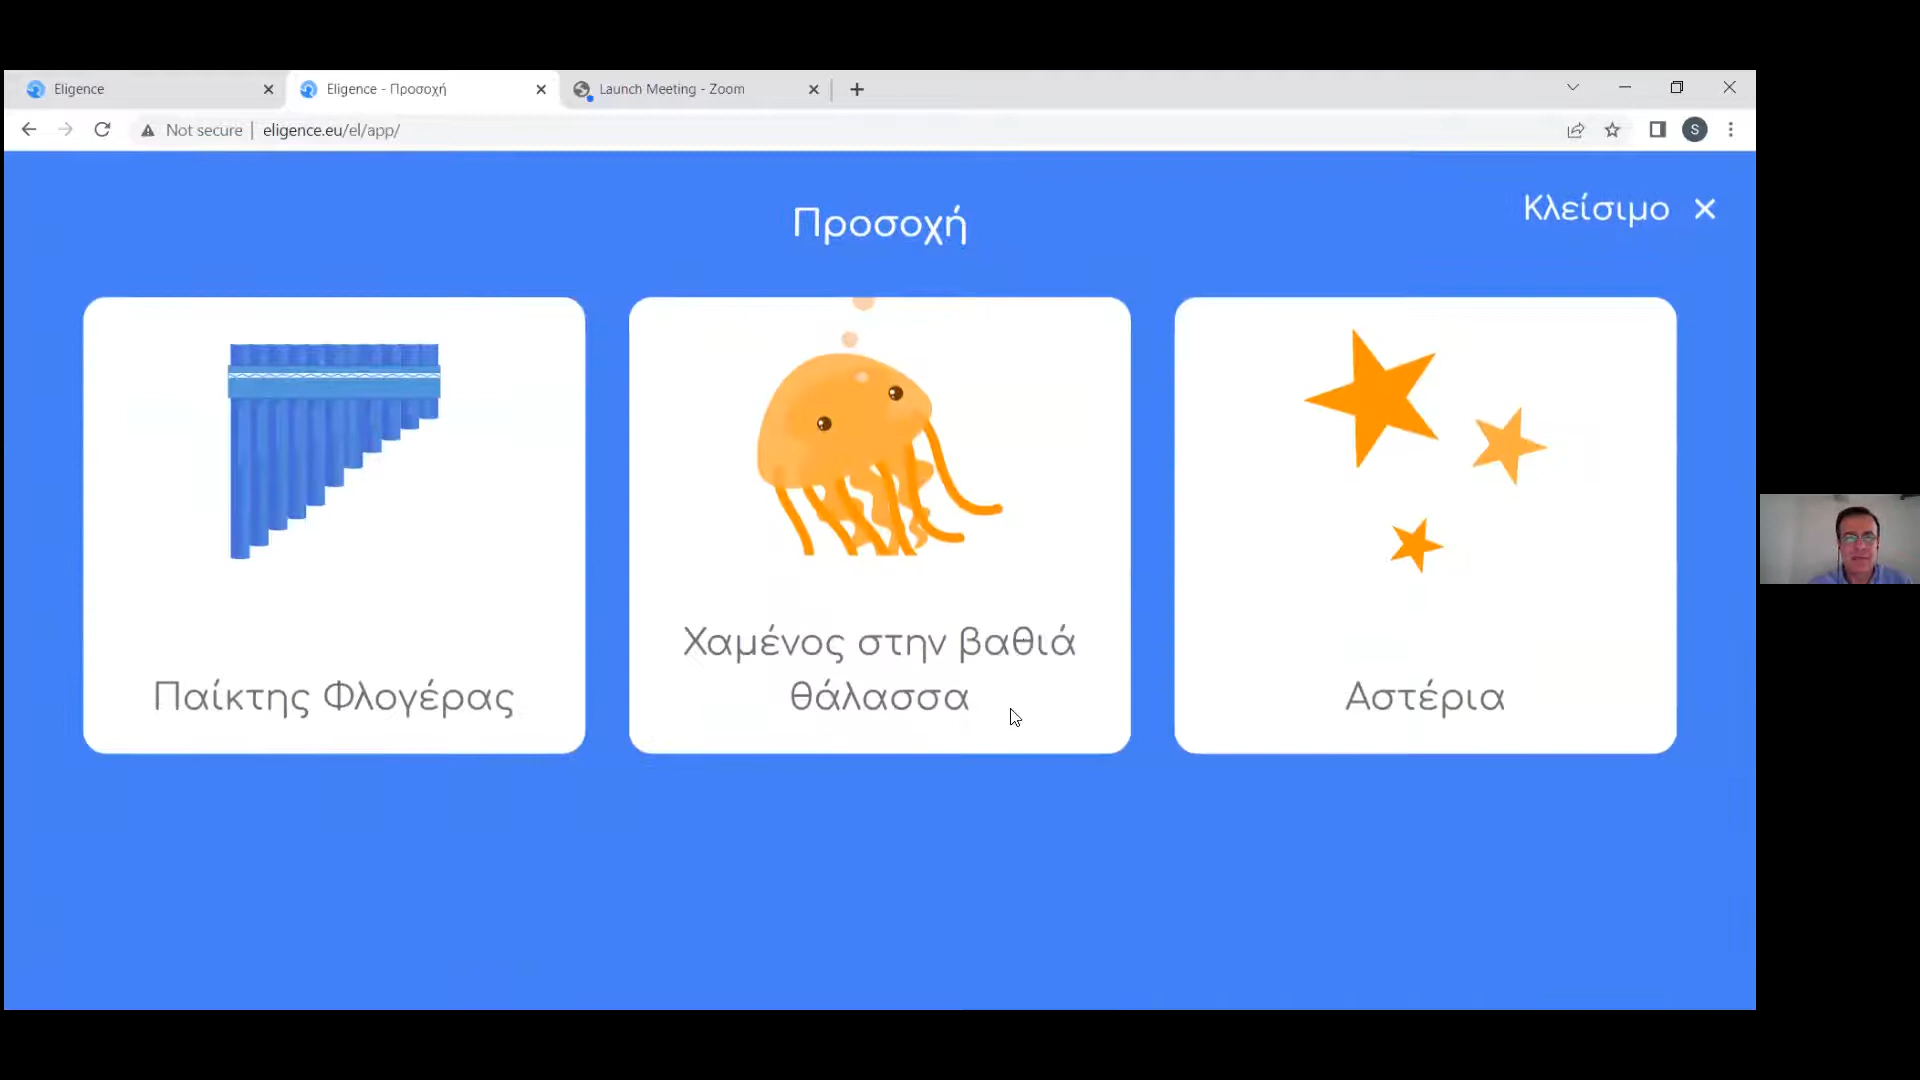 Eligence
Eligence - Προσοχή
Launch Meeting - Zoom
Not secure
eligence.eu/el/app/
S
Κλείσιμο
Προσοχή
Παίκτης Φλογέρας
Χαμένος στην βαθιά
θάλασσα
Αστέρια